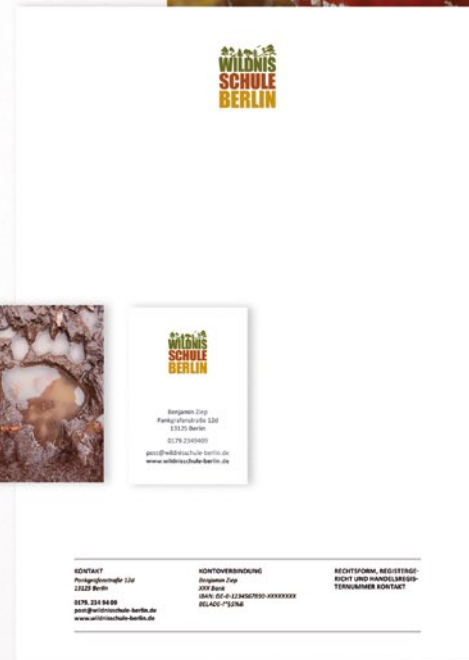 WILDNIS
SCHULE
BERLIN
WILDNIS
SCHULE
BERLIN
Benjamin Ziep
Pankgrafenstraße 12d
13125 Berlin
0179-2349409
post@wildnisschule-berlin.de
www.wildnisschule-berlin.de
KONTAKT
Pankgrafenstraße 12d
13125 Berlin
0179. 234 94 09
post@wildnisschule-berlin.de
www.wildnisschule-berlin.de
KONTOVERBINDUNG
Benjamin Ziep
XXX Bank
IBAN: DE-0-1234567890-XXXXXXXX
RECHTSFORM, REGISTERGE-
RICHT UND HANDELSREGIS-
TERNUMMER KONTAKT